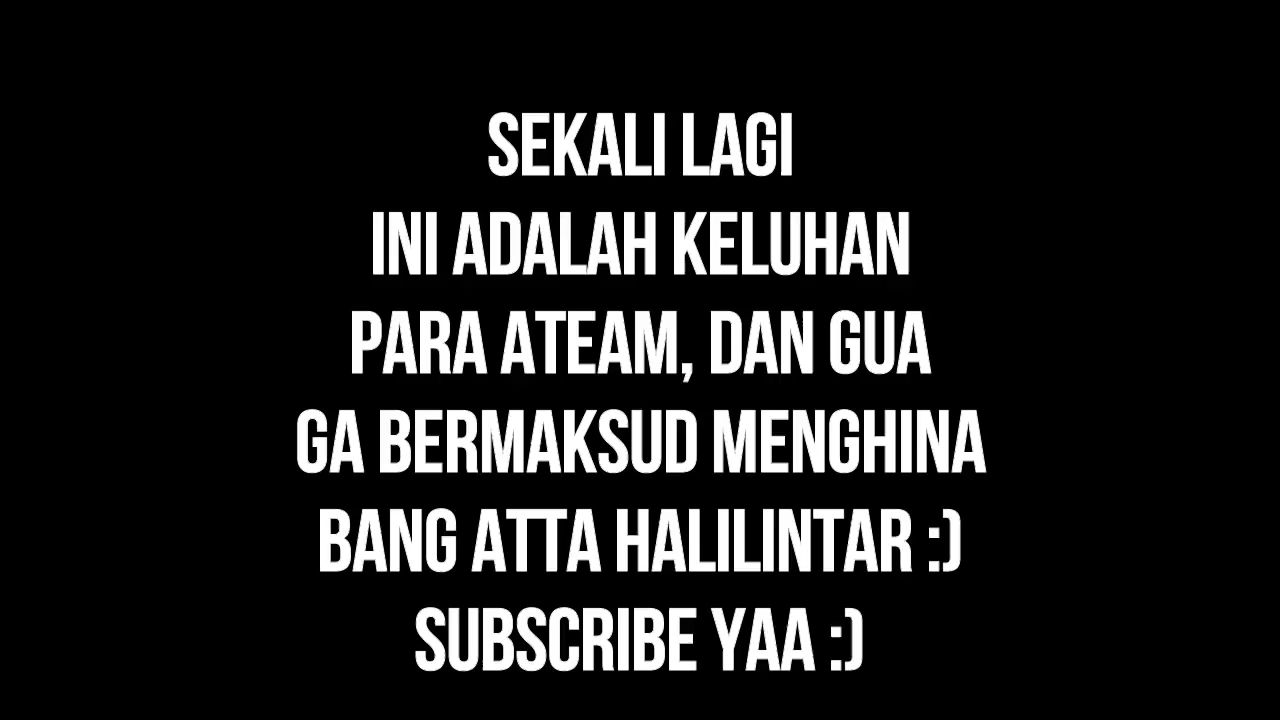 SEKALI LAGI
INI ADALAH KELUHAN
PARA ATEAM, DAN GUA
GA BERMAKSUD MENGHINA
BANG ATTA HALILINTAR :)
SUBSCRIBE YAA :)